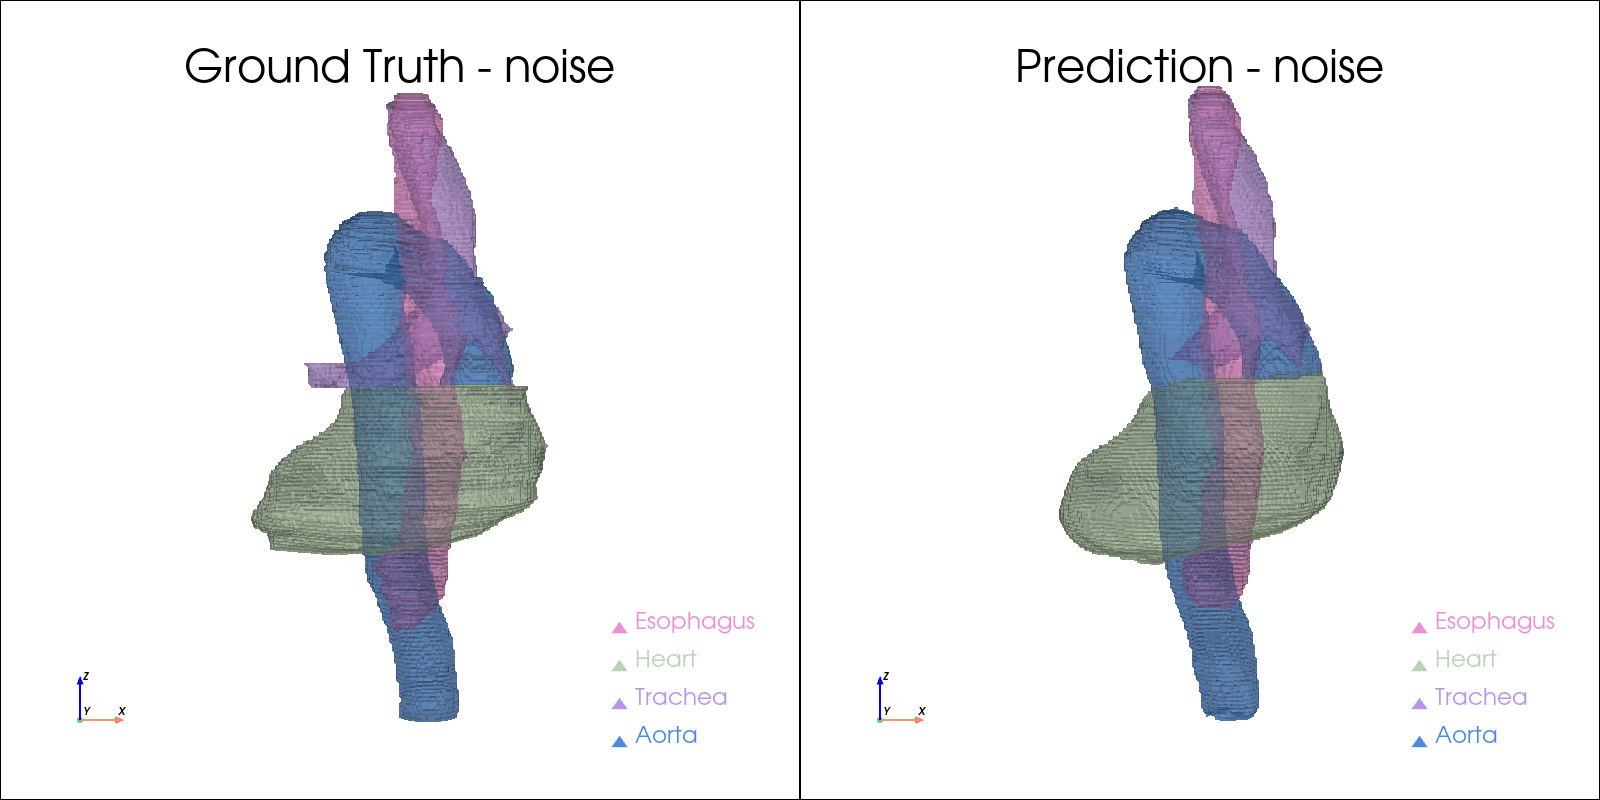 Ground Truth - noise
Esophagus
Heart
Trachea
Aorta
Z
Y
X
Prediction - noise
Esophagus
Heart
Trachea
Aorta
Z
Y
X